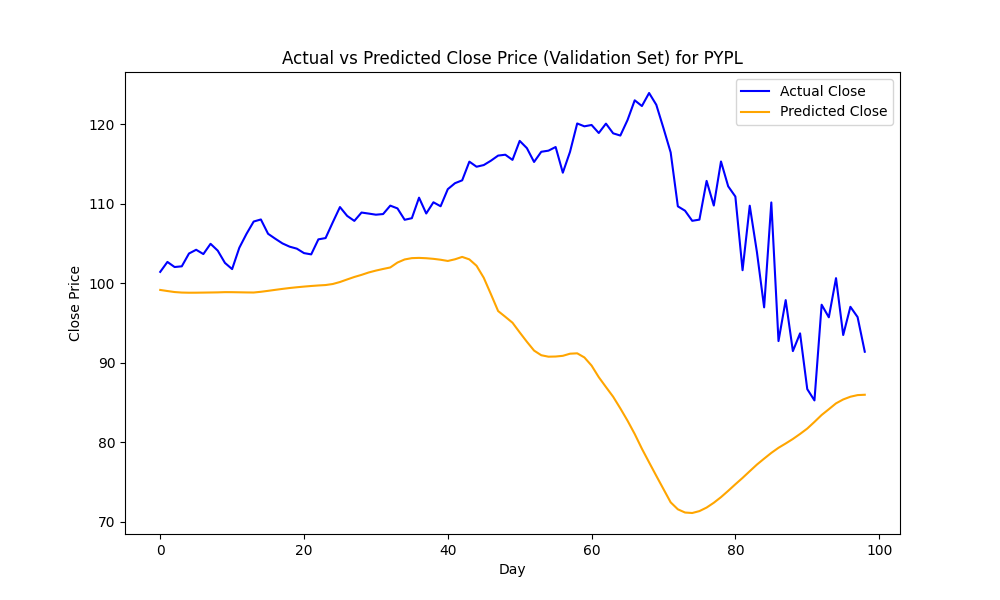 Actual vs Predicted Close Price (Validation Set) for PYPL
Actual Close
Predicted Close
Close Price
120
110
100
90
80
70
0 20 40 60 80 100
Day